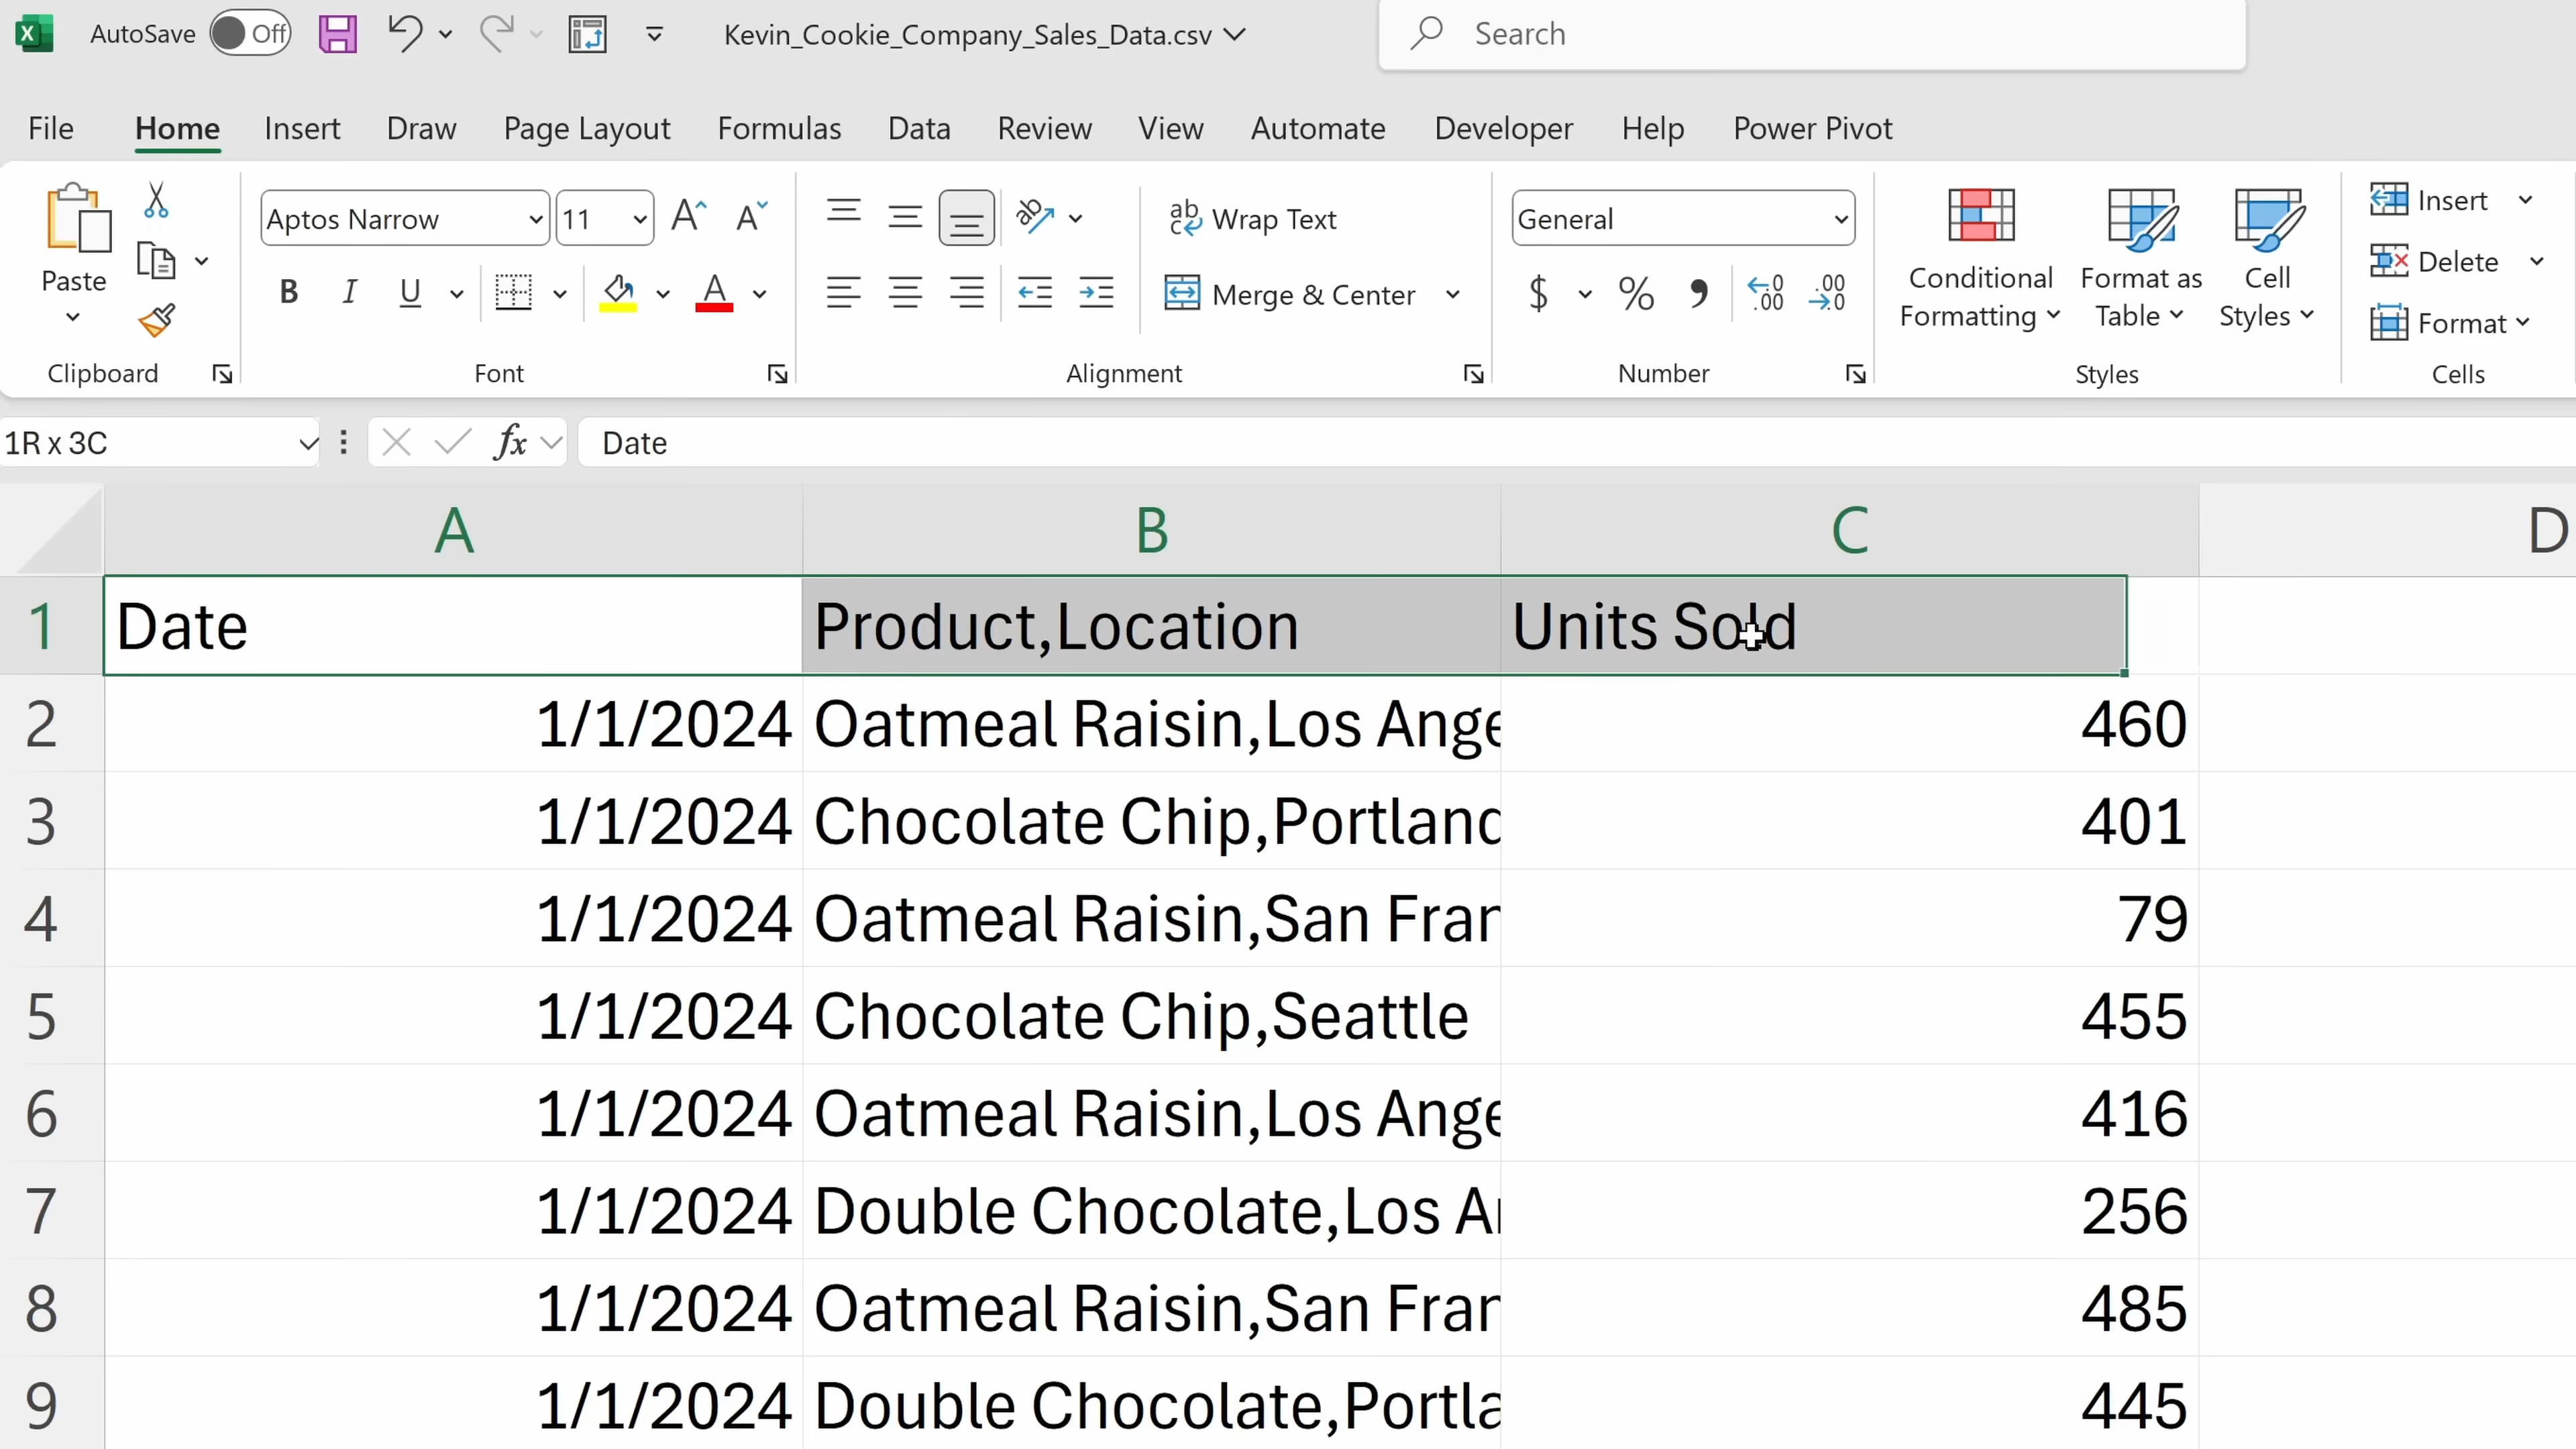 AutoSave Off Kevin_Cookie_Company_Sales_Data.csv Search
File Home Insert Draw Page Layout Formulas Data Review View Automate Developer Help Power Pivot
Paste
Clipboard
Aptos Narrow 11
B I U
Font
Wrap Text
Merge & Center
Alignment
General
$ % ,
Number
Conditional Formatting
Format as Table
Cell Styles
Styles
Insert
Delete
Format
Cells
1R x 3C fx Date
A B C D
1 Date Product,Location Units Sold
2 1/1/2024 Oatmeal Raisin,Los Ange 460
3 1/1/2024 Chocolate Chip,Portland 401
4 1/1/2024 Oatmeal Raisin,San Fran 79
5 1/1/2024 Chocolate Chip,Seattle 455
6 1/1/2024 Oatmeal Raisin,Los Ange 416
7 1/1/2024 Double Chocolate,Los An 256
8 1/1/2024 Oatmeal Raisin,San Fran 485
9 1/1/2024 Double Chocolate,Portla 445